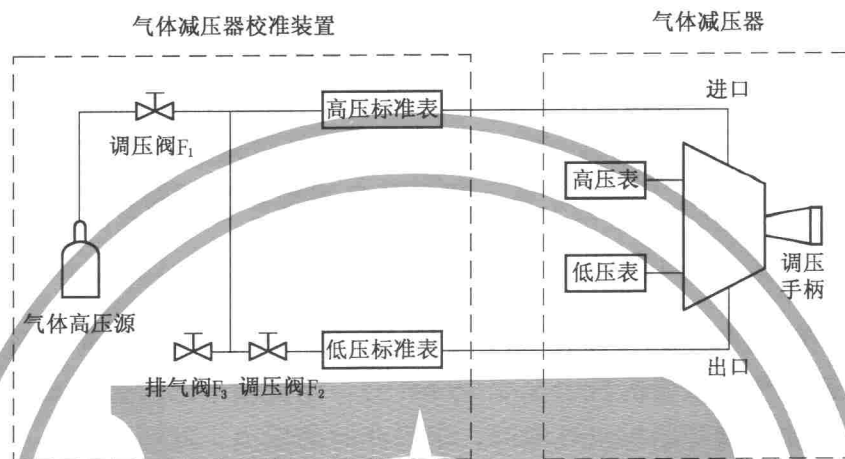 气体减压器校准装置
气体减压器
进口
高压标准表
调压阀F₁
高压表
低压表
调压
手柄
气体高压源
低压标准表
出口
排气阀F₃
调压阀F₂